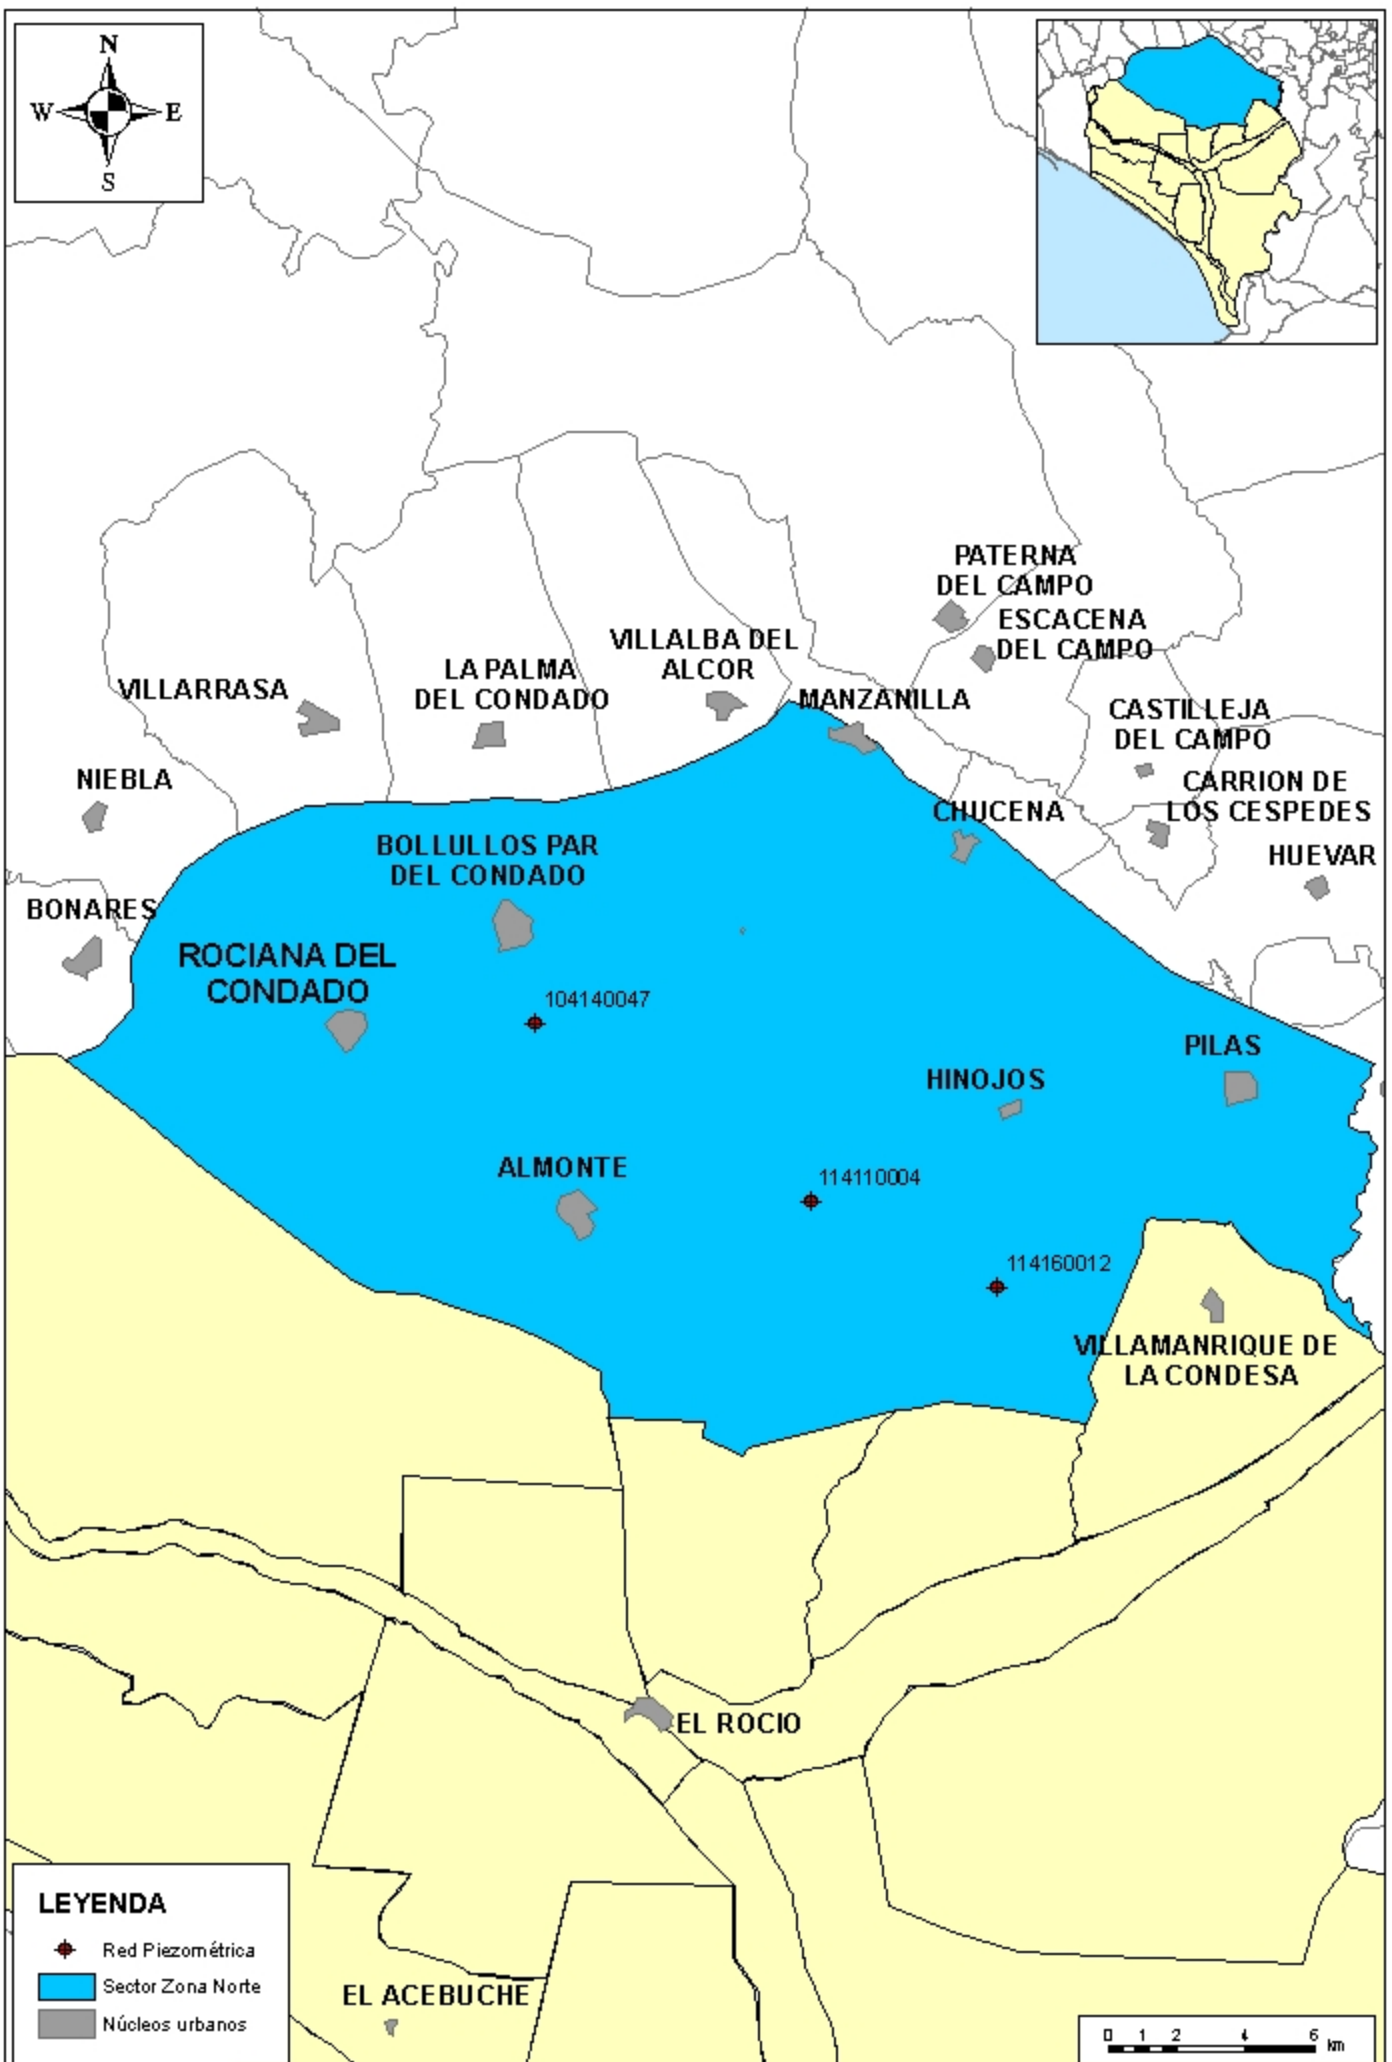 N
W E
S
PATERNA
DEL CAMPO
ESCACENA
DEL CAMPO
VILLALBA DEL
ALCOR
LA PALMA
DEL CONDADO
VILLARRASA
MANZANILLA
CASTILLEJA
DEL CAMPO
NIEBLA
CARRION DE
LOS CESPEDES
CHUCENA
BOLLULLOS PAR
DEL CONDADO
HUEVAR
BONARES
ROCIANA DEL
CONDADO
104140047
PILAS
HINOJOS
ALMONTE
114110004
114160012
VILLAMANRIQUE DE
LA CONDESA
EL ROCIO
LEYENDA
Red Piezométrica
Sector Zona Norte
Núcleos urbanos
EL ACEBUCHE
0 1 2 4 6
km